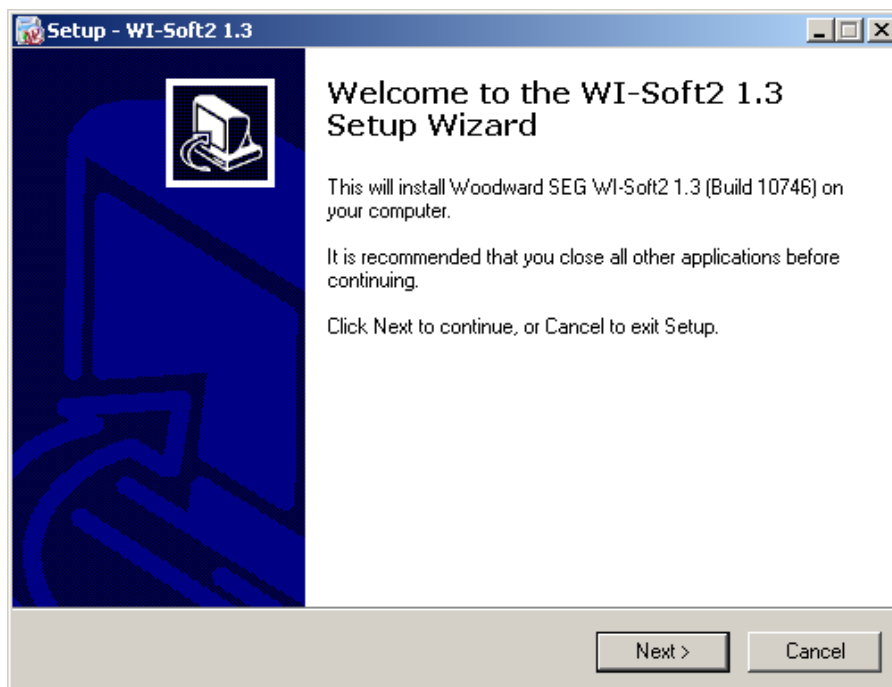 Setup - WI-Soft2 1.3
Welcome to the WI-Soft2 1.3
Setup Wizard
This will install Woodward SEG WI-Soft2 1.3 (Build 10746) on
your computer.
It is recommended that you close all other applications before
continuing.
Click Next to continue, or Cancel to exit Setup.
Next >
Cancel